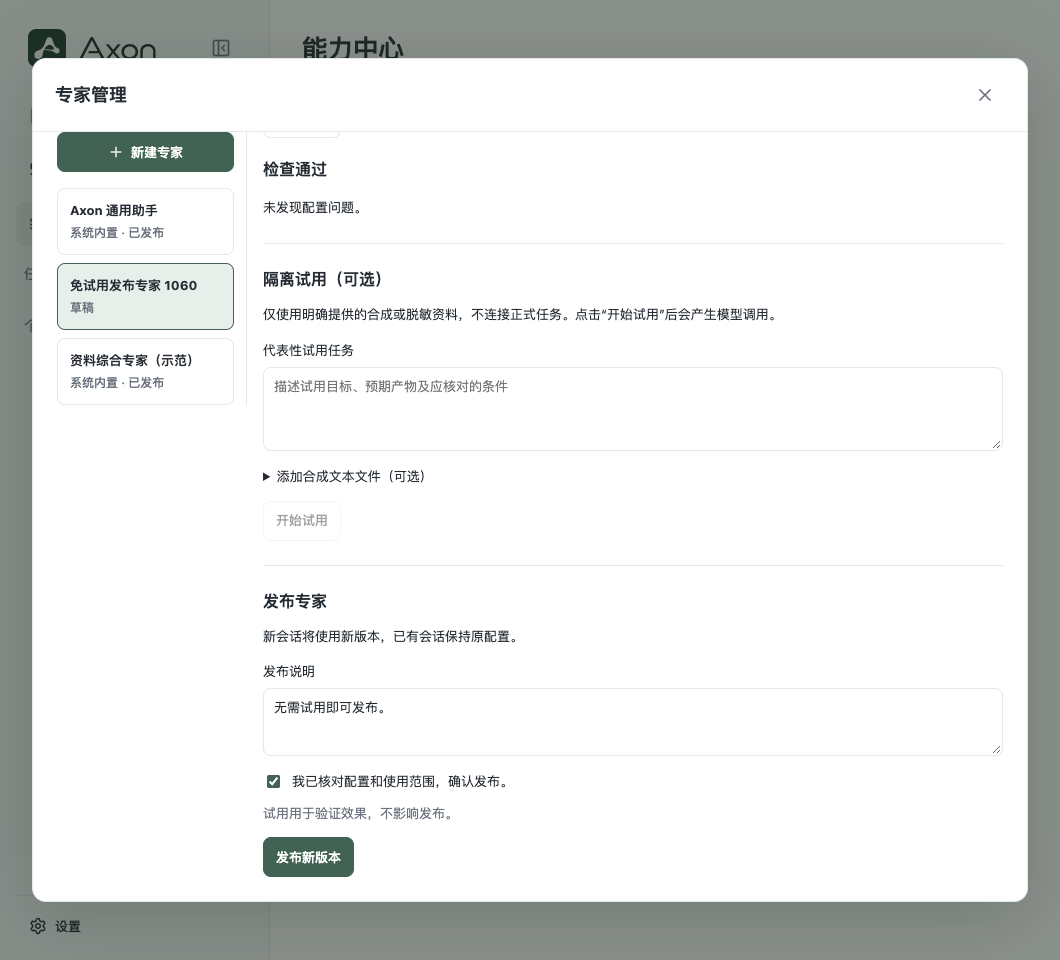 Axon
能力中心
专家管理
新建专家
Axon 通用助手
系统内置 · 已发布
免试用发布专家 1060
草稿
资料综合专家（示范）
系统内置 · 已发布
检查通过
未发现配置问题。
隔离试用（可选）
仅使用明确提供的合成或脱敏资料，不连接正式任务。点击“开始试用”后会产生模型调用。
代表性试用任务
描述试用目标、预期产物及应核对的条件
添加合成文本文件（可选）
开始试用
发布专家
新会话将使用新版本，已有会话保持原配置。
发布说明
无需试用即可发布。
我已核对配置和使用范围，确认发布。
试用用于验证效果，不影响发布。
发布新版本
设置